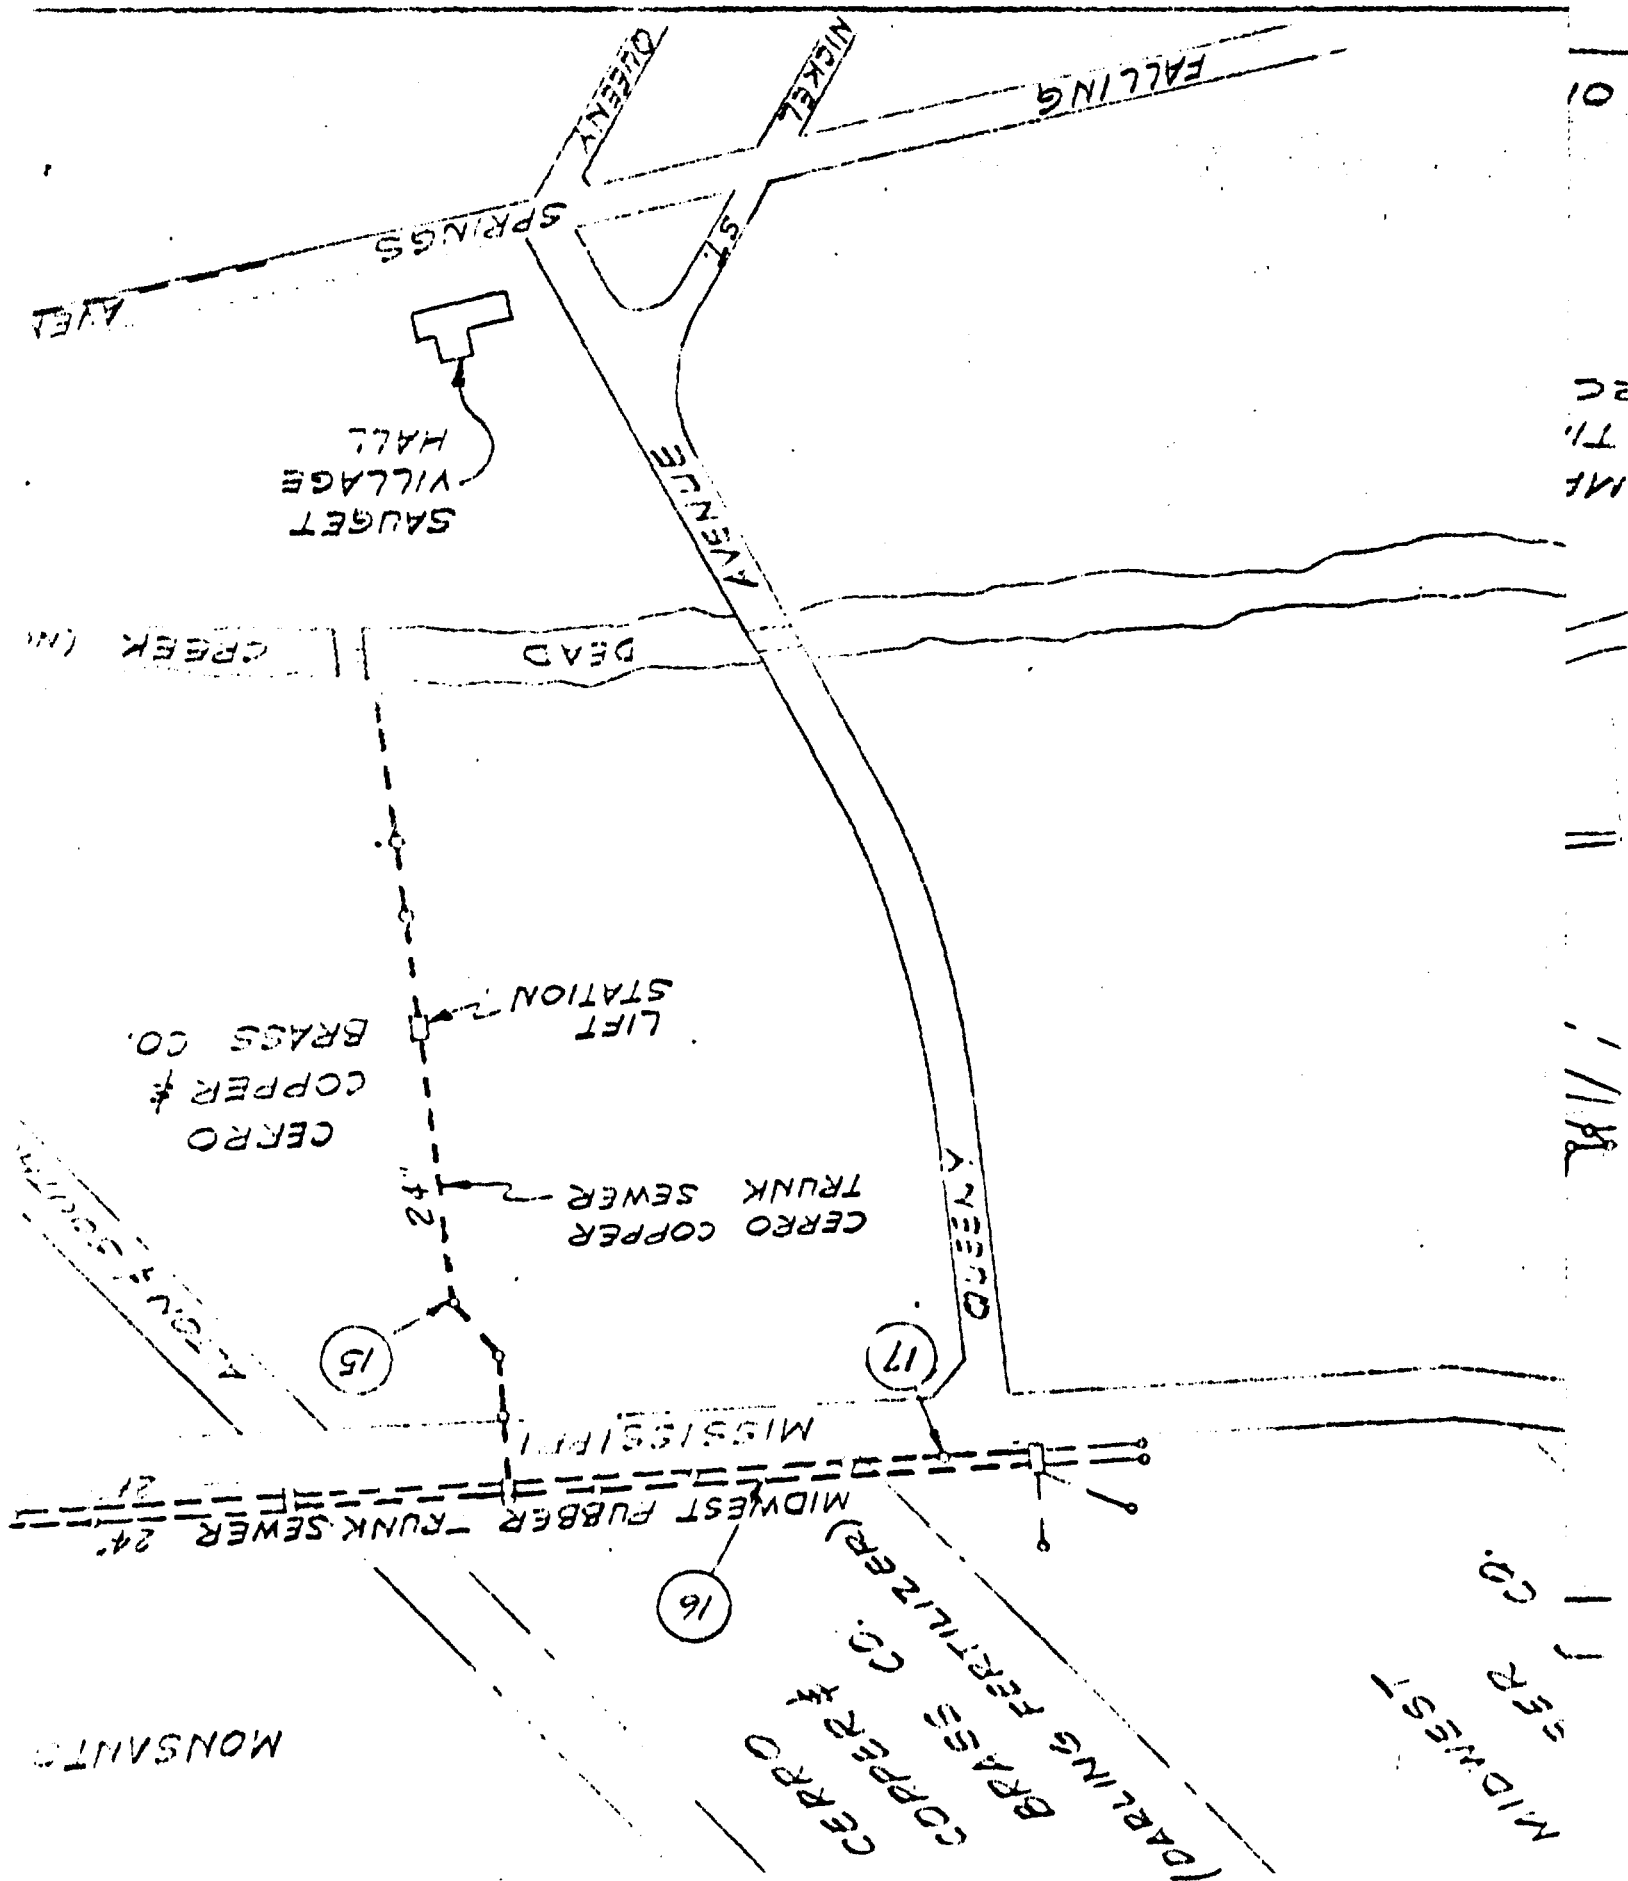 MIDWEST
CO.
(DARLING FERTILIZER)
CERRO
COPPER &
BRASS CO.
MONSANTO
16
MIDWEST RUBBER TRUNK SEWER 24"
MISSISSIPPI
21"
17
15
QUEENY
AVENUE
CERRO COPPER
TRUNK SEWER
24"
CERRO
COPPER &
BRASS CO.
LIFT
STATION
DEAD
CREEK
SAUGET
VILLAGE
HALL
FALLING
SPRINGS
AVE
NICKEL
ST.
QUEENY